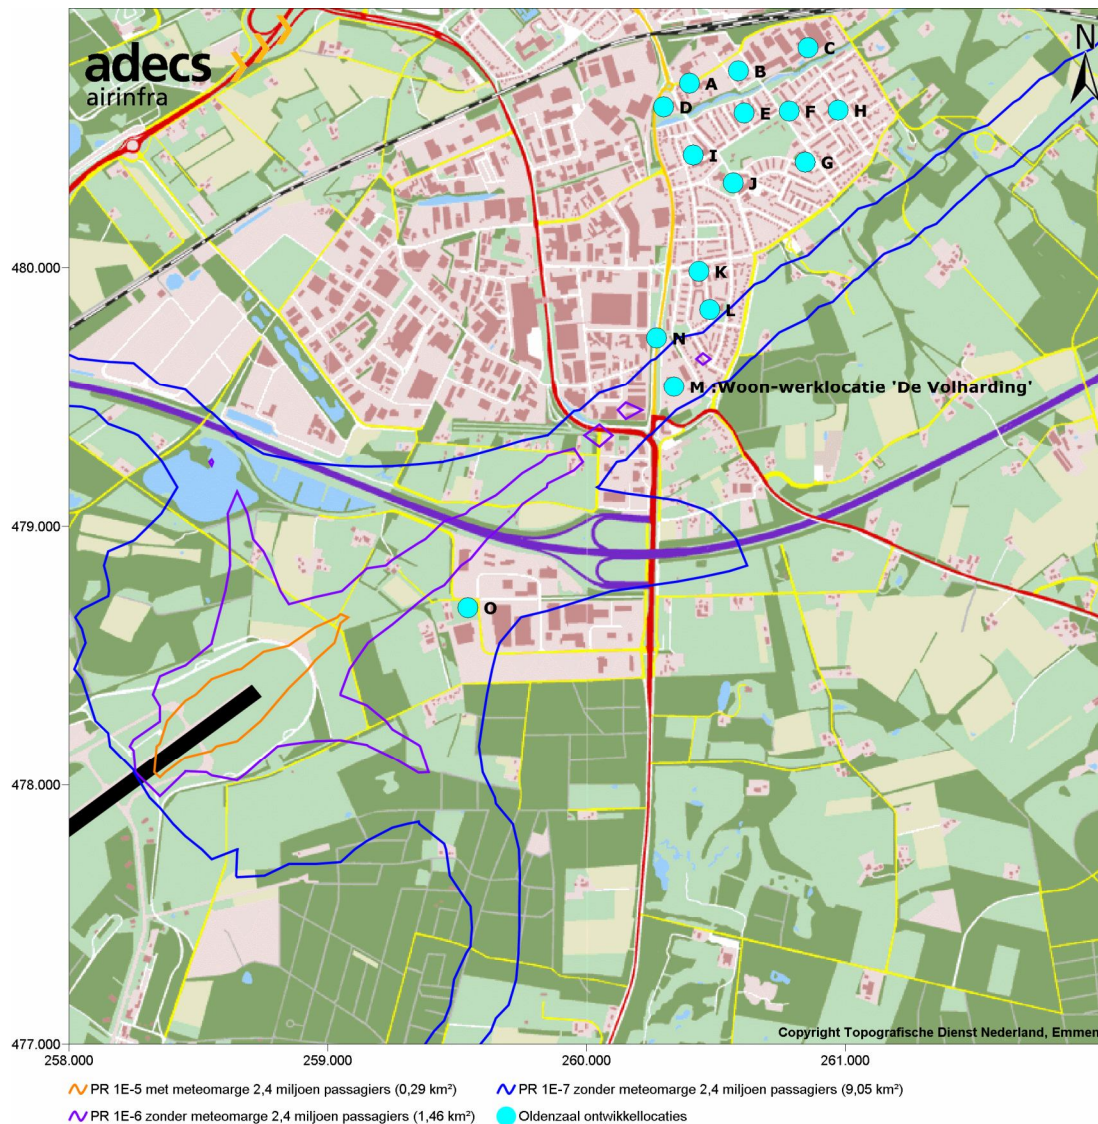 adecs
airinfra
N
C
B
A
D
E
F
H
I
G
J
480.000
K
L
N
M :Woon-werklocatie 'De Volharding'
479.000
O
478.000
Copyright Topografische Dienst Nederland, Emmen
477.000
258.000 259.000 260.000 261.000
PR 1E-5 met meteomarge 2,4 miljoen passagiers (0,29 km²) PR 1E-7 zonder meteomarge 2,4 miljoen passagiers (9,05 km²)
PR 1E-6 zonder meteomarge 2,4 miljoen passagiers (1,46 km²) Oldenzaal ontwikkellocaties